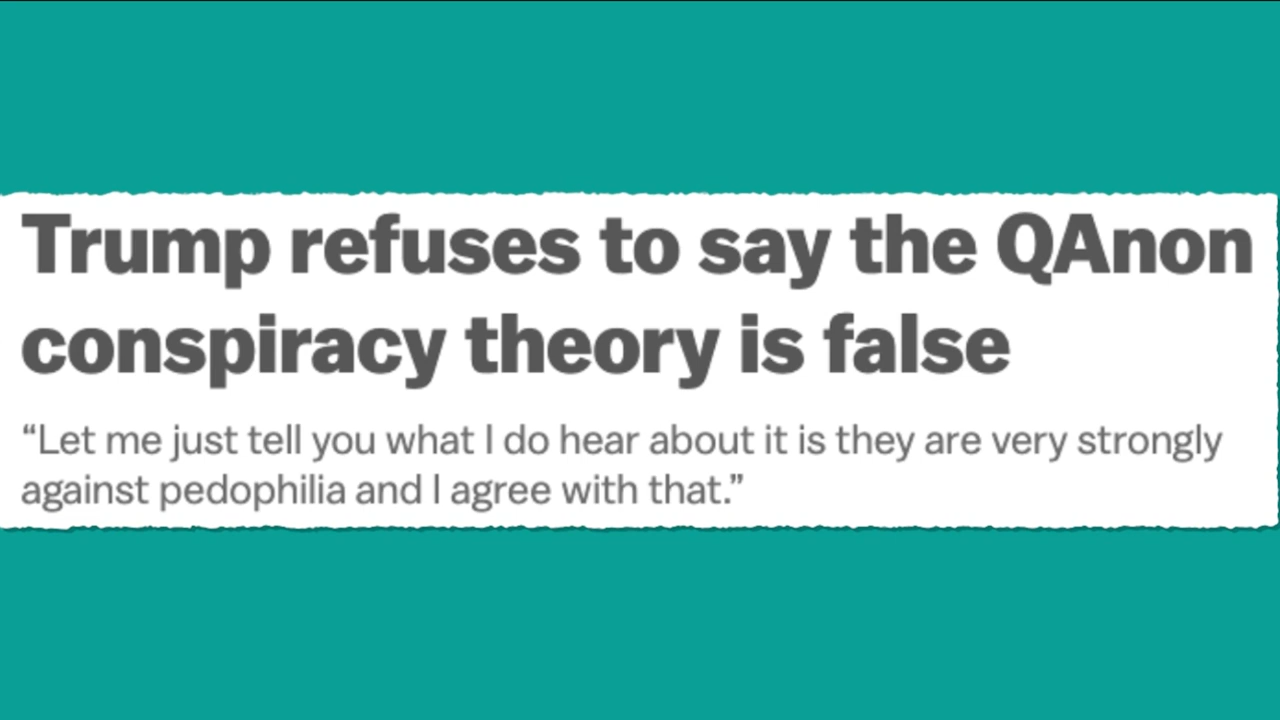 Trump refuses to say the QAnon
conspiracy theory is false
“Let me just tell you what I do hear about it is they are very strongly
against pedophilia and I agree with that.”